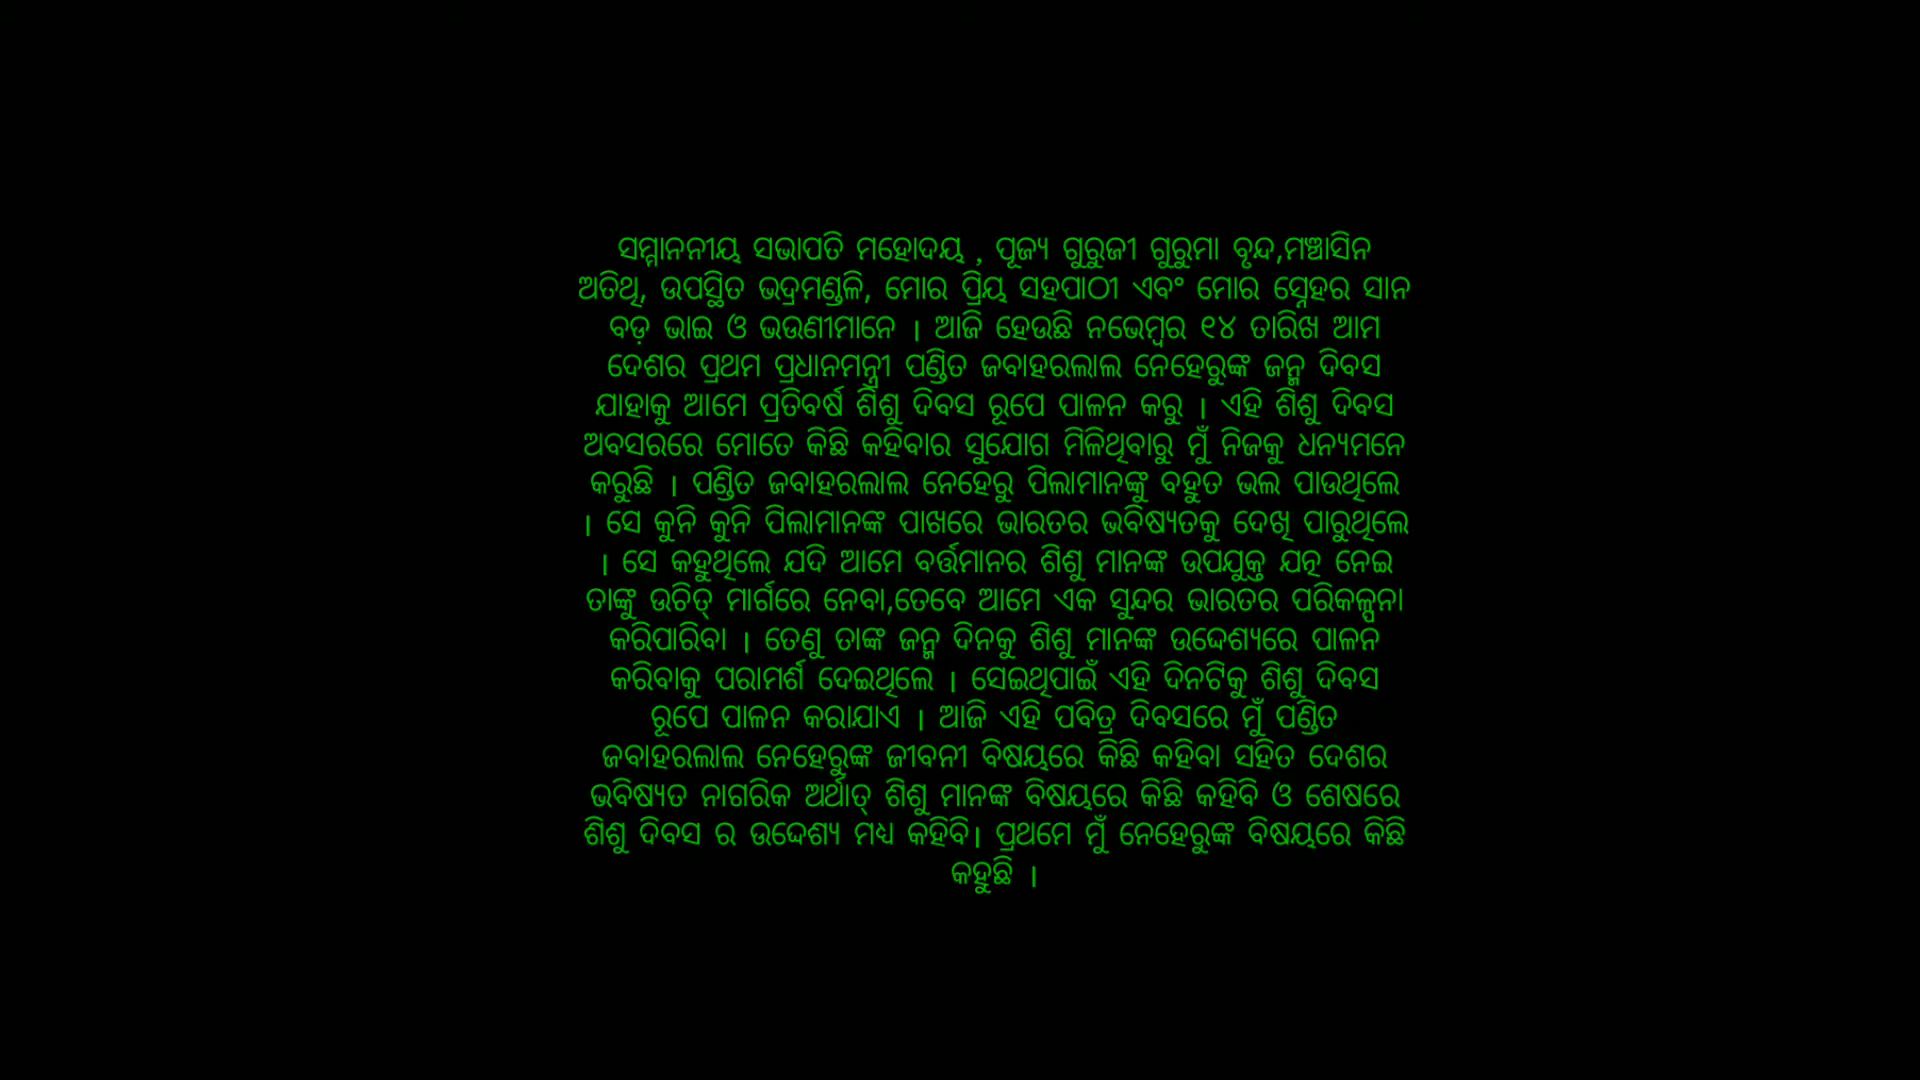 ସମ୍ମାନନୀୟ ସଭାପତି ମହୋଦୟ , ପୂଜ୍ୟ ଗୁରୁଜୀ ଗୁରୁମା ବୃନ୍ଦ,ମଞ୍ଚାସିନ
ଅତିଥି, ଉପସ୍ଥିତ ଭଦ୍ରମଣ୍ଡଳି, ମୋର ପ୍ରିୟ ସହପାଠୀ ଏବଂ ମୋର ସ୍ନେହର ସାନ
ବଡ଼ ଭାଇ ଓ ଭଉଣୀମାନେ । ଆଜି ହେଉଛି ନଭେମ୍ବର ୧୪ ତାରିଖ ଆମ
ଦେଶର ପ୍ରଥମ ପ୍ରଧାନମନ୍ତ୍ରୀ ପଣ୍ଡିତ ଜବାହରଲାଲ ନେହେରୁଙ୍କ ଜନ୍ମ ଦିବସ
ଯାହାକୁ ଆମେ ପ୍ରତିବର୍ଷ ଶିଶୁ ଦିବସ ରୂପେ ପାଳନ କରୁ । ଏହି ଶିଶୁ ଦିବସ
ଅବସରରେ ମୋତେ କିଛି କହିବାର ସୁଯୋଗ ମିଳିଥିବାରୁ ମୁଁ ନିଜକୁ ଧନ୍ୟମନେ
କରୁଛି । ପଣ୍ଡିତ ଜବାହରଲାଲ ନେହେରୁ ପିଲାମାନଙ୍କୁ ବହୁତ ଭଲ ପାଉଥିଲେ
। ସେ କୁନି କୁନି ପିଲାମାନଙ୍କ ପାଖରେ ଭାରତର ଭବିଷ୍ୟତକୁ ଦେଖି ପାରୁଥିଲେ
। ସେ କହୁଥିଲେ ଯଦି ଆମେ ବର୍ତ୍ତମାନର ଶିଶୁ ମାନଙ୍କ ଉପଯୁକ୍ତ ଯତ୍ନ ନେଇ
ତାଙ୍କୁ ଉଚିତ୍ ମାର୍ଗରେ ନେବା,ତେବେ ଆମେ ଏକ ସୁନ୍ଦର ଭାରତର ପରିକଳ୍ପନା
କରିପାରିବା । ତେଣୁ ତାଙ୍କ ଜନ୍ମ ଦିନକୁ ଶିଶୁ ମାନଙ୍କ ଉଦ୍ଦେଶ୍ୟରେ ପାଳନ
କରିବାକୁ ପରାମର୍ଶ ଦେଇଥିଲେ । ସେଇଥିପାଇଁ ଏହି ଦିନଟିକୁ ଶିଶୁ ଦିବସ
ରୂପେ ପାଳନ କରାଯାଏ । ଆଜି ଏହି ପବିତ୍ର ଦିବସରେ ମୁଁ ପଣ୍ଡିତ
ଜବାହରଲାଲ ନେହେରୁଙ୍କ ଜୀବନୀ ବିଷୟରେ କିଛି କହିବା ସହିତ ଦେଶର
ଭବିଷ୍ୟତ ନାଗରିକ ଅର୍ଥାତ୍ ଶିଶୁ ମାନଙ୍କ ବିଷୟରେ କିଛି କହିବି ଓ ଶେଷରେ
ଶିଶୁ ଦିବସ ର ଉଦ୍ଦେଶ୍ୟ ମଧ୍ୟ କହିବି। ପ୍ରଥମେ ମୁଁ ନେହେରୁଙ୍କ ବିଷୟରେ କିଛି
କହୁଛି ।